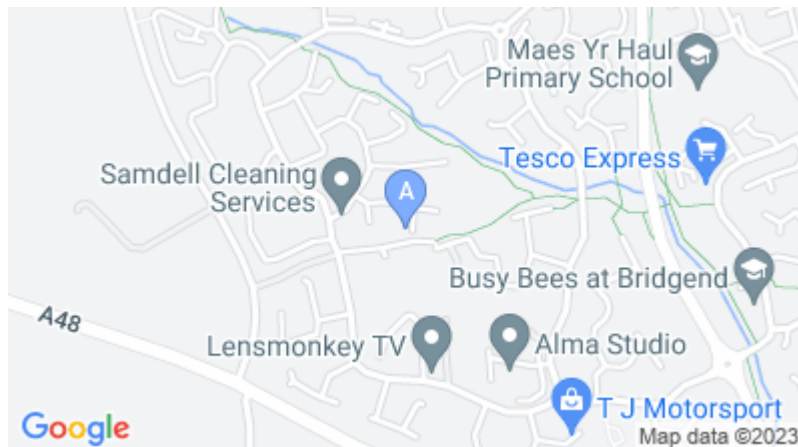 Maes Yr Haul
Primary School
Tesco Express
Samdell Cleaning
Services
A
Busy Bees at Bridgend
A48
Lensmonkey TV
Alma Studio
T J Motorsport
Google
Map data ©2023